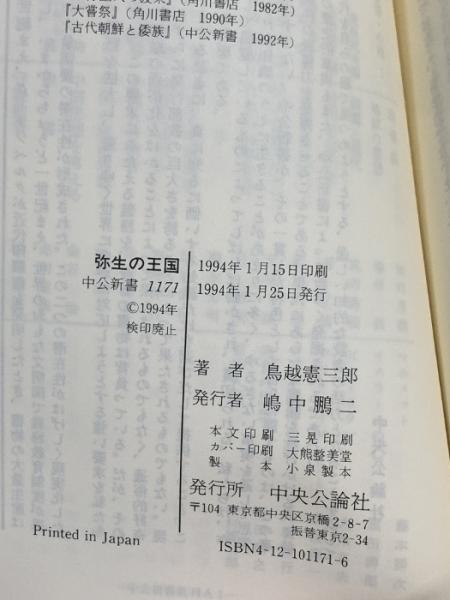 『大嘗祭』(角川書店 1990年)
『古代朝鮮と倭族』(中公新書 1992年)
弥生の王国
中公新書 1171
©1994年
検印廃止
1994年1月15日印刷
1994年1月25日発行
著者 鳥越憲三郎
発行者 嶋中鵬二
本文印刷 三晃印刷
カバー印刷 大熊整美堂
製本 小泉製本
発行所 中央公論社
〒104 東京都中央区京橋2-8-7
振替東京2-34
Printed in Japan
ISBN4-12-101171-6